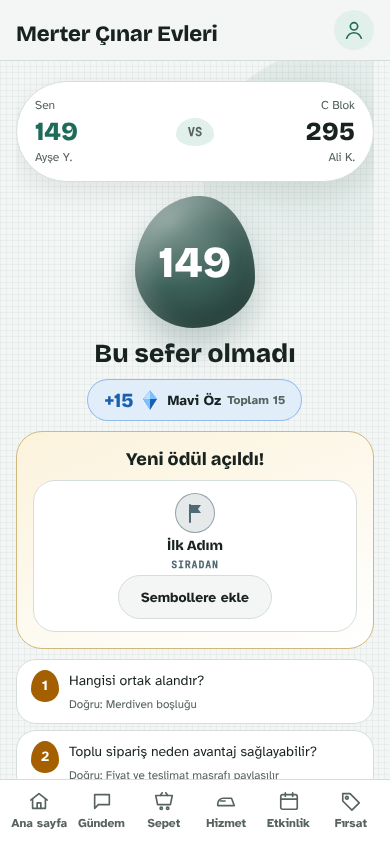 Merter Çınar Evleri
Sen
C Blok
149
VS
295
Ayşe Y.
Ali K.
149
Bu sefer olmadı
+15 Mavi Öz Toplam 15
Yeni ödül açıldı!
İlk Adım
SIRADAN
Sembollere ekle
1 Hangisi ortak alandır?
Doğru: Merdiven boşluğu
2 Toplu sipariş neden avantaj sağlayabilir?
Doğru: Fiyat ve teslimat masrafı paylaşılır
Ana sayfa Gündem Sepet Hizmet Etkinlik Fırsat